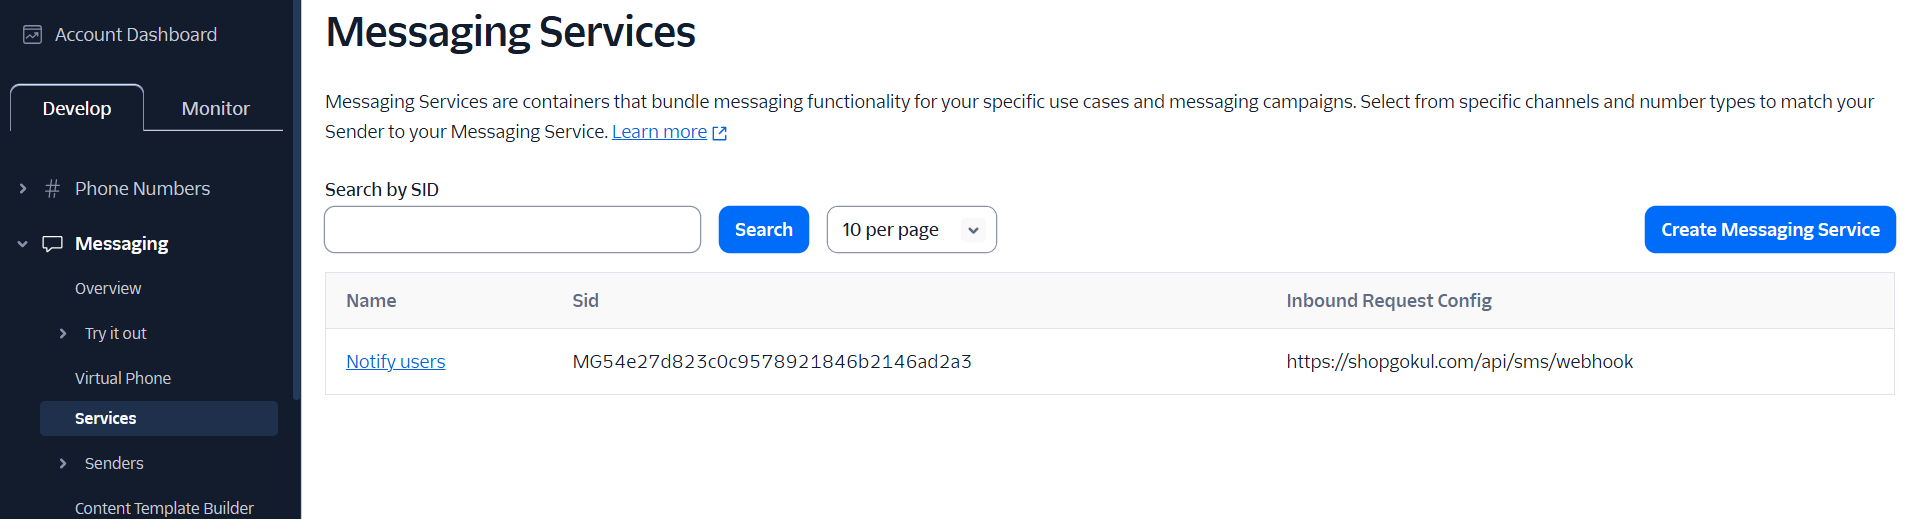 Account Dashboard
Develop
Monitor
Phone Numbers
Messaging
Overview
Try it out
Virtual Phone
Services
Senders
Content Template Builder
Messaging Services
Messaging Services are containers that bundle messaging functionality for your specific use cases and messaging campaigns. Select from specific channels and number types to match your
Sender to your Messaging Service. Learn more
Search by SID
Search
10 per page
Create Messaging Service
Name Sid Inbound Request Config
Notify users MG54e27d823c0c9578921846b2146ad2a3 https://shopgokul.com/api/sms/webhook